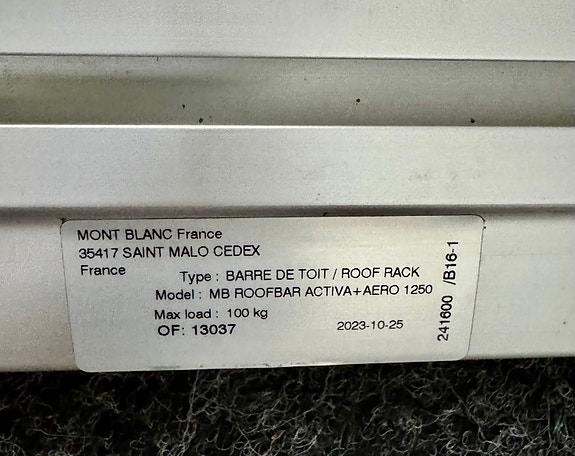 MONT BLANC France
35417 SAINT MALO CEDEX
France
Type : BARRE DE TOIT / ROOF RACK
Model : MB ROOFBAR ACTIVA+AERO 1250
Max load : 100 kg
OF: 13037
2023-10-25
241600 /B16-1